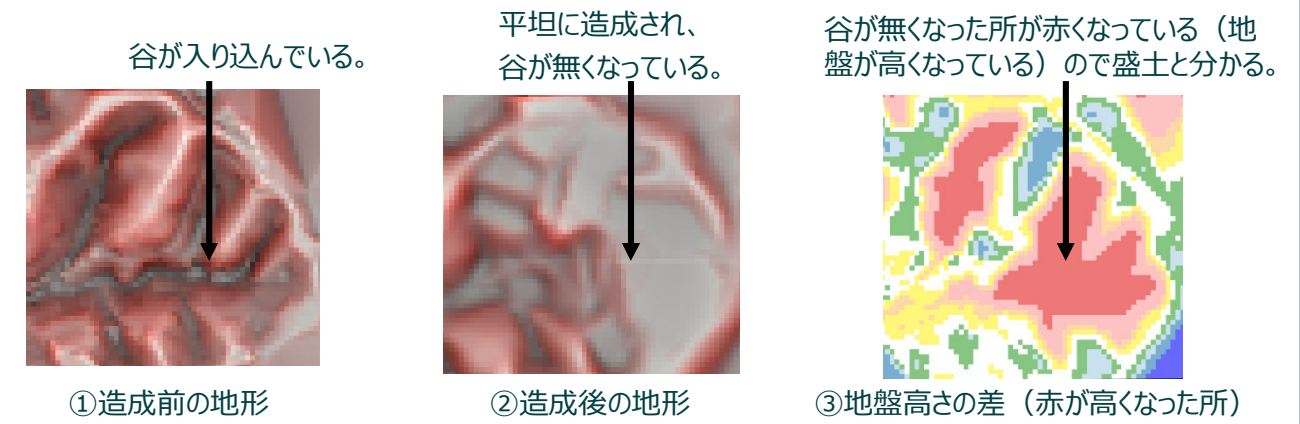 谷が入り込んでいる。
平坦に造成され、
谷が無くなっている。
谷が無くなった所が赤くなっている（地
盤が高くなっている）ので盛土と分かる。
①造成前の地形
②造成後の地形
③地盤高さの差（赤が高くなった所）